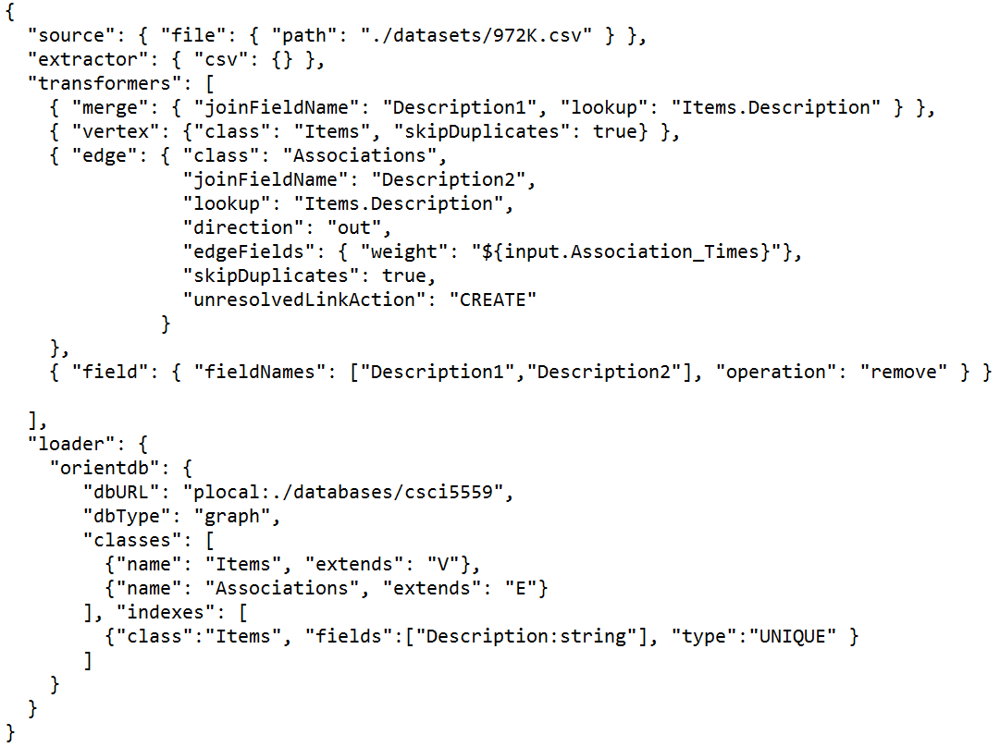 {
  "source": { "file": { "path": "./datasets/972K.csv" } },
  "extractor": { "csv": {} },
  "transformers": [
    { "merge": { "joinFieldName": "Description1", "lookup": "Items.Description" } },
    { "vertex": {"class": "Items", "skipDuplicates": true} },
    { "edge": { "class": "Associations",
                "joinFieldName": "Description2",
                "lookup": "Items.Description",
                "direction": "out",
                "edgeFields": { "weight": "${input.Association_Times}"},
                "skipDuplicates": true,
                "unresolvedLinkAction": "CREATE"
              }
    },
    { "field": { "fieldNames": ["Description1","Description2"], "operation": "remove" } }
  ],
  "loader": {
    "orientdb": {
       "dbURL": "plocal:./databases/csci5559",
       "dbType": "graph",
       "classes": [
         {"name": "Items", "extends": "V"},
         {"name": "Associations", "extends": "E"}
       ], "indexes": [
         {"class":"Items", "fields":["Description:string"], "type":"UNIQUE" }
       ]
    }
  }
}